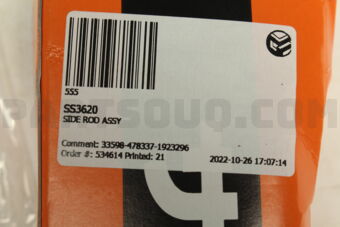 555
SS3620
SIDE ROD ASSY
Comment: 33598-478337-1923296
Order #: 534614 Printed: 21
2022-10-26 17:07:14
PARTSOUQ.COM